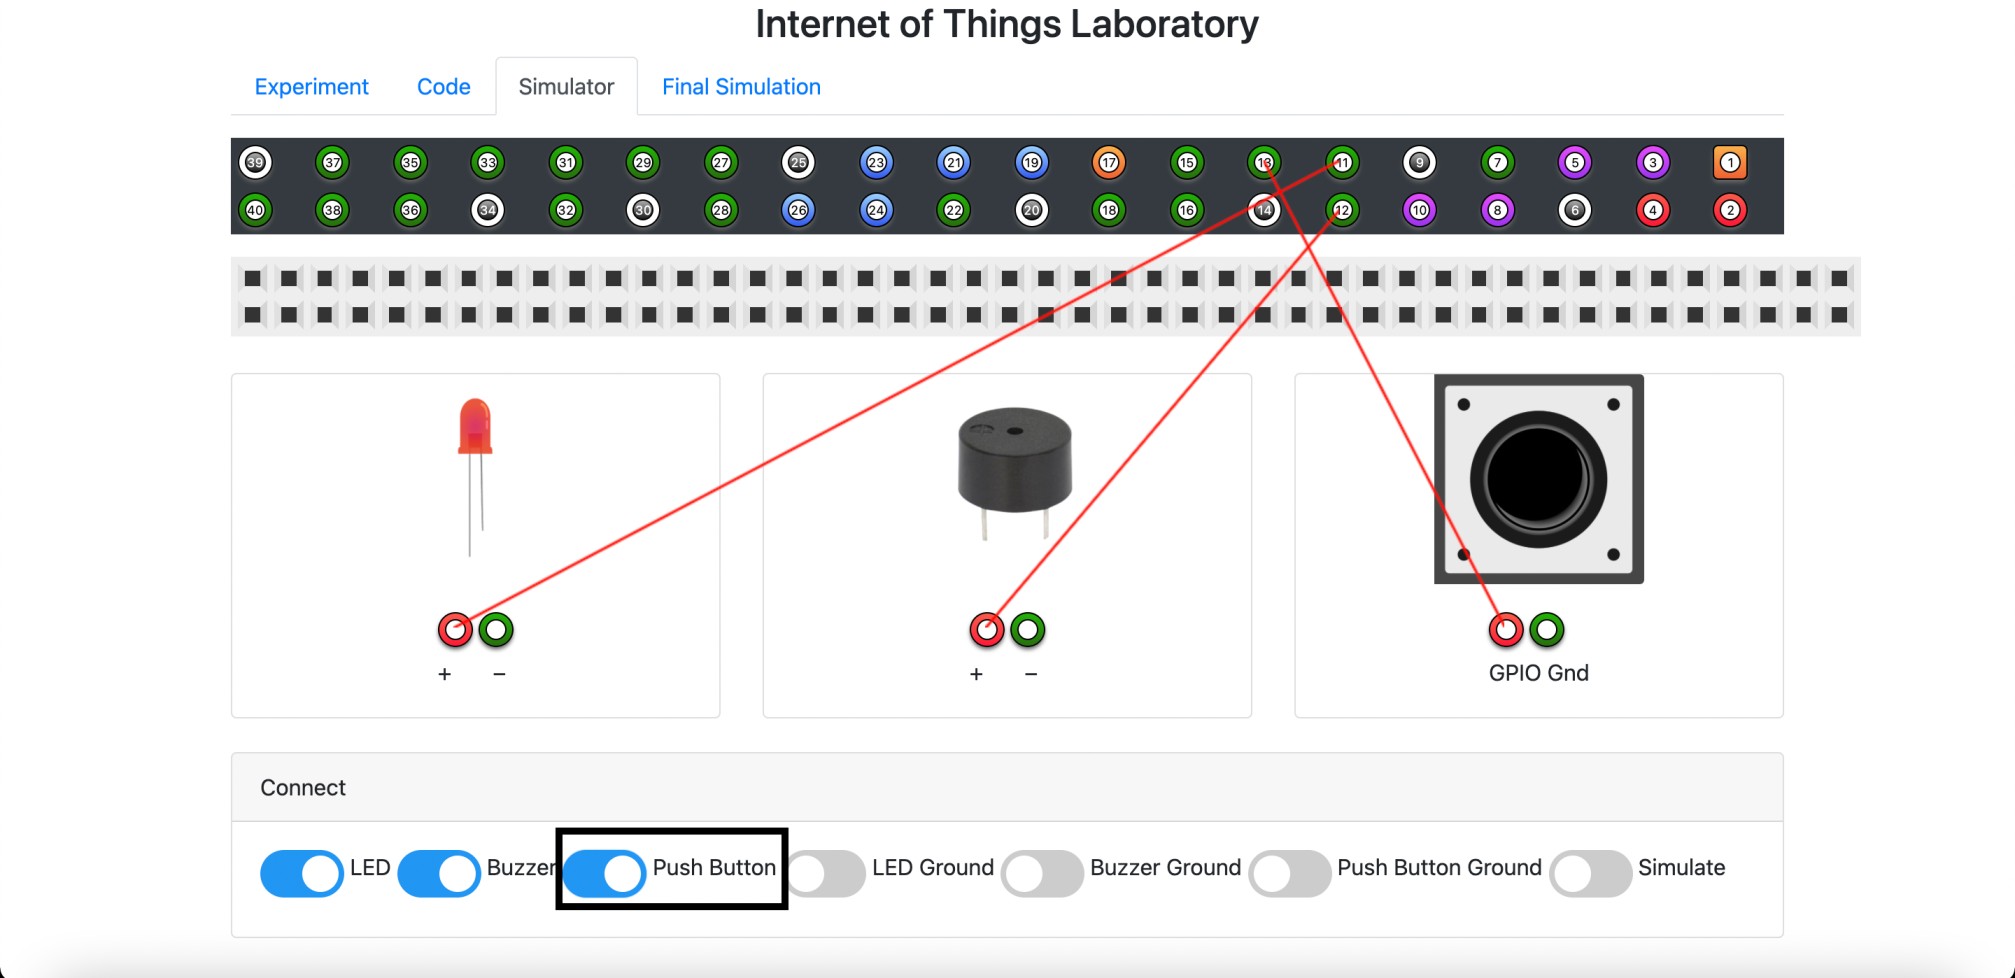 Internet of Things Laboratory
Experiment Code Simulator Final Simulation
39 37 35 33 31 29 27 25 23 21 19 17 15 13 11 9 7 5 3 1
40 38 36 34 32 30 28 26 24 22 20 18 16 14 12 10 8 6 4 2
+ −
+ −
GPIO Gnd
Connect
LED Buzzer Push Button LED Ground Buzzer Ground Push Button Ground Simulate